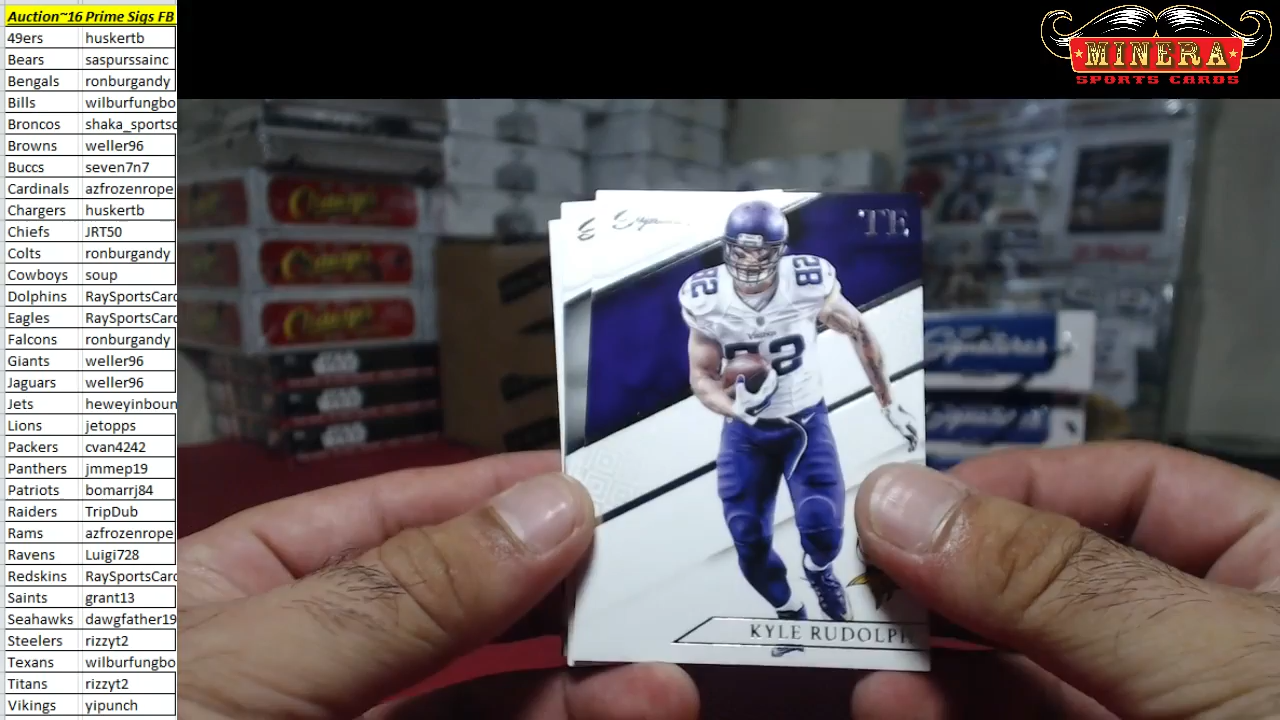 Auction~16 Prime Sigs FB
49ers huskertb
Bears saspurssainc
Bengals ronburgandy
Bills wilburfungbo
Broncos shaka_sportsc
Browns weller96
Buccs seven7n7
Cardinals azfrozenrope
Chargers huskertb
Chiefs JRT50
Colts ronburgandy
Cowboys soup
Dolphins RaySportsCard
Eagles RaySportsCard
Falcons ronburgandy
Giants weller96
Jaguars weller96
Jets heweyinboun
Lions jetopps
Packers cvan4242
Panthers jmmep19
Patriots bomarrj84
Raiders TripDub
Rams azfrozenrope
Ravens Luigi728
Redskins RaySportsCard
Saints grant13
Seahawks dawgfather19
Steelers rizzyt2
Texans wilburfungbo
Titans rizzyt2
Vikings yipunch
MINERA
SPORTS CARDS
TE
82
82
VIKINGS
82
KYLE RUDOLPH
Signatures